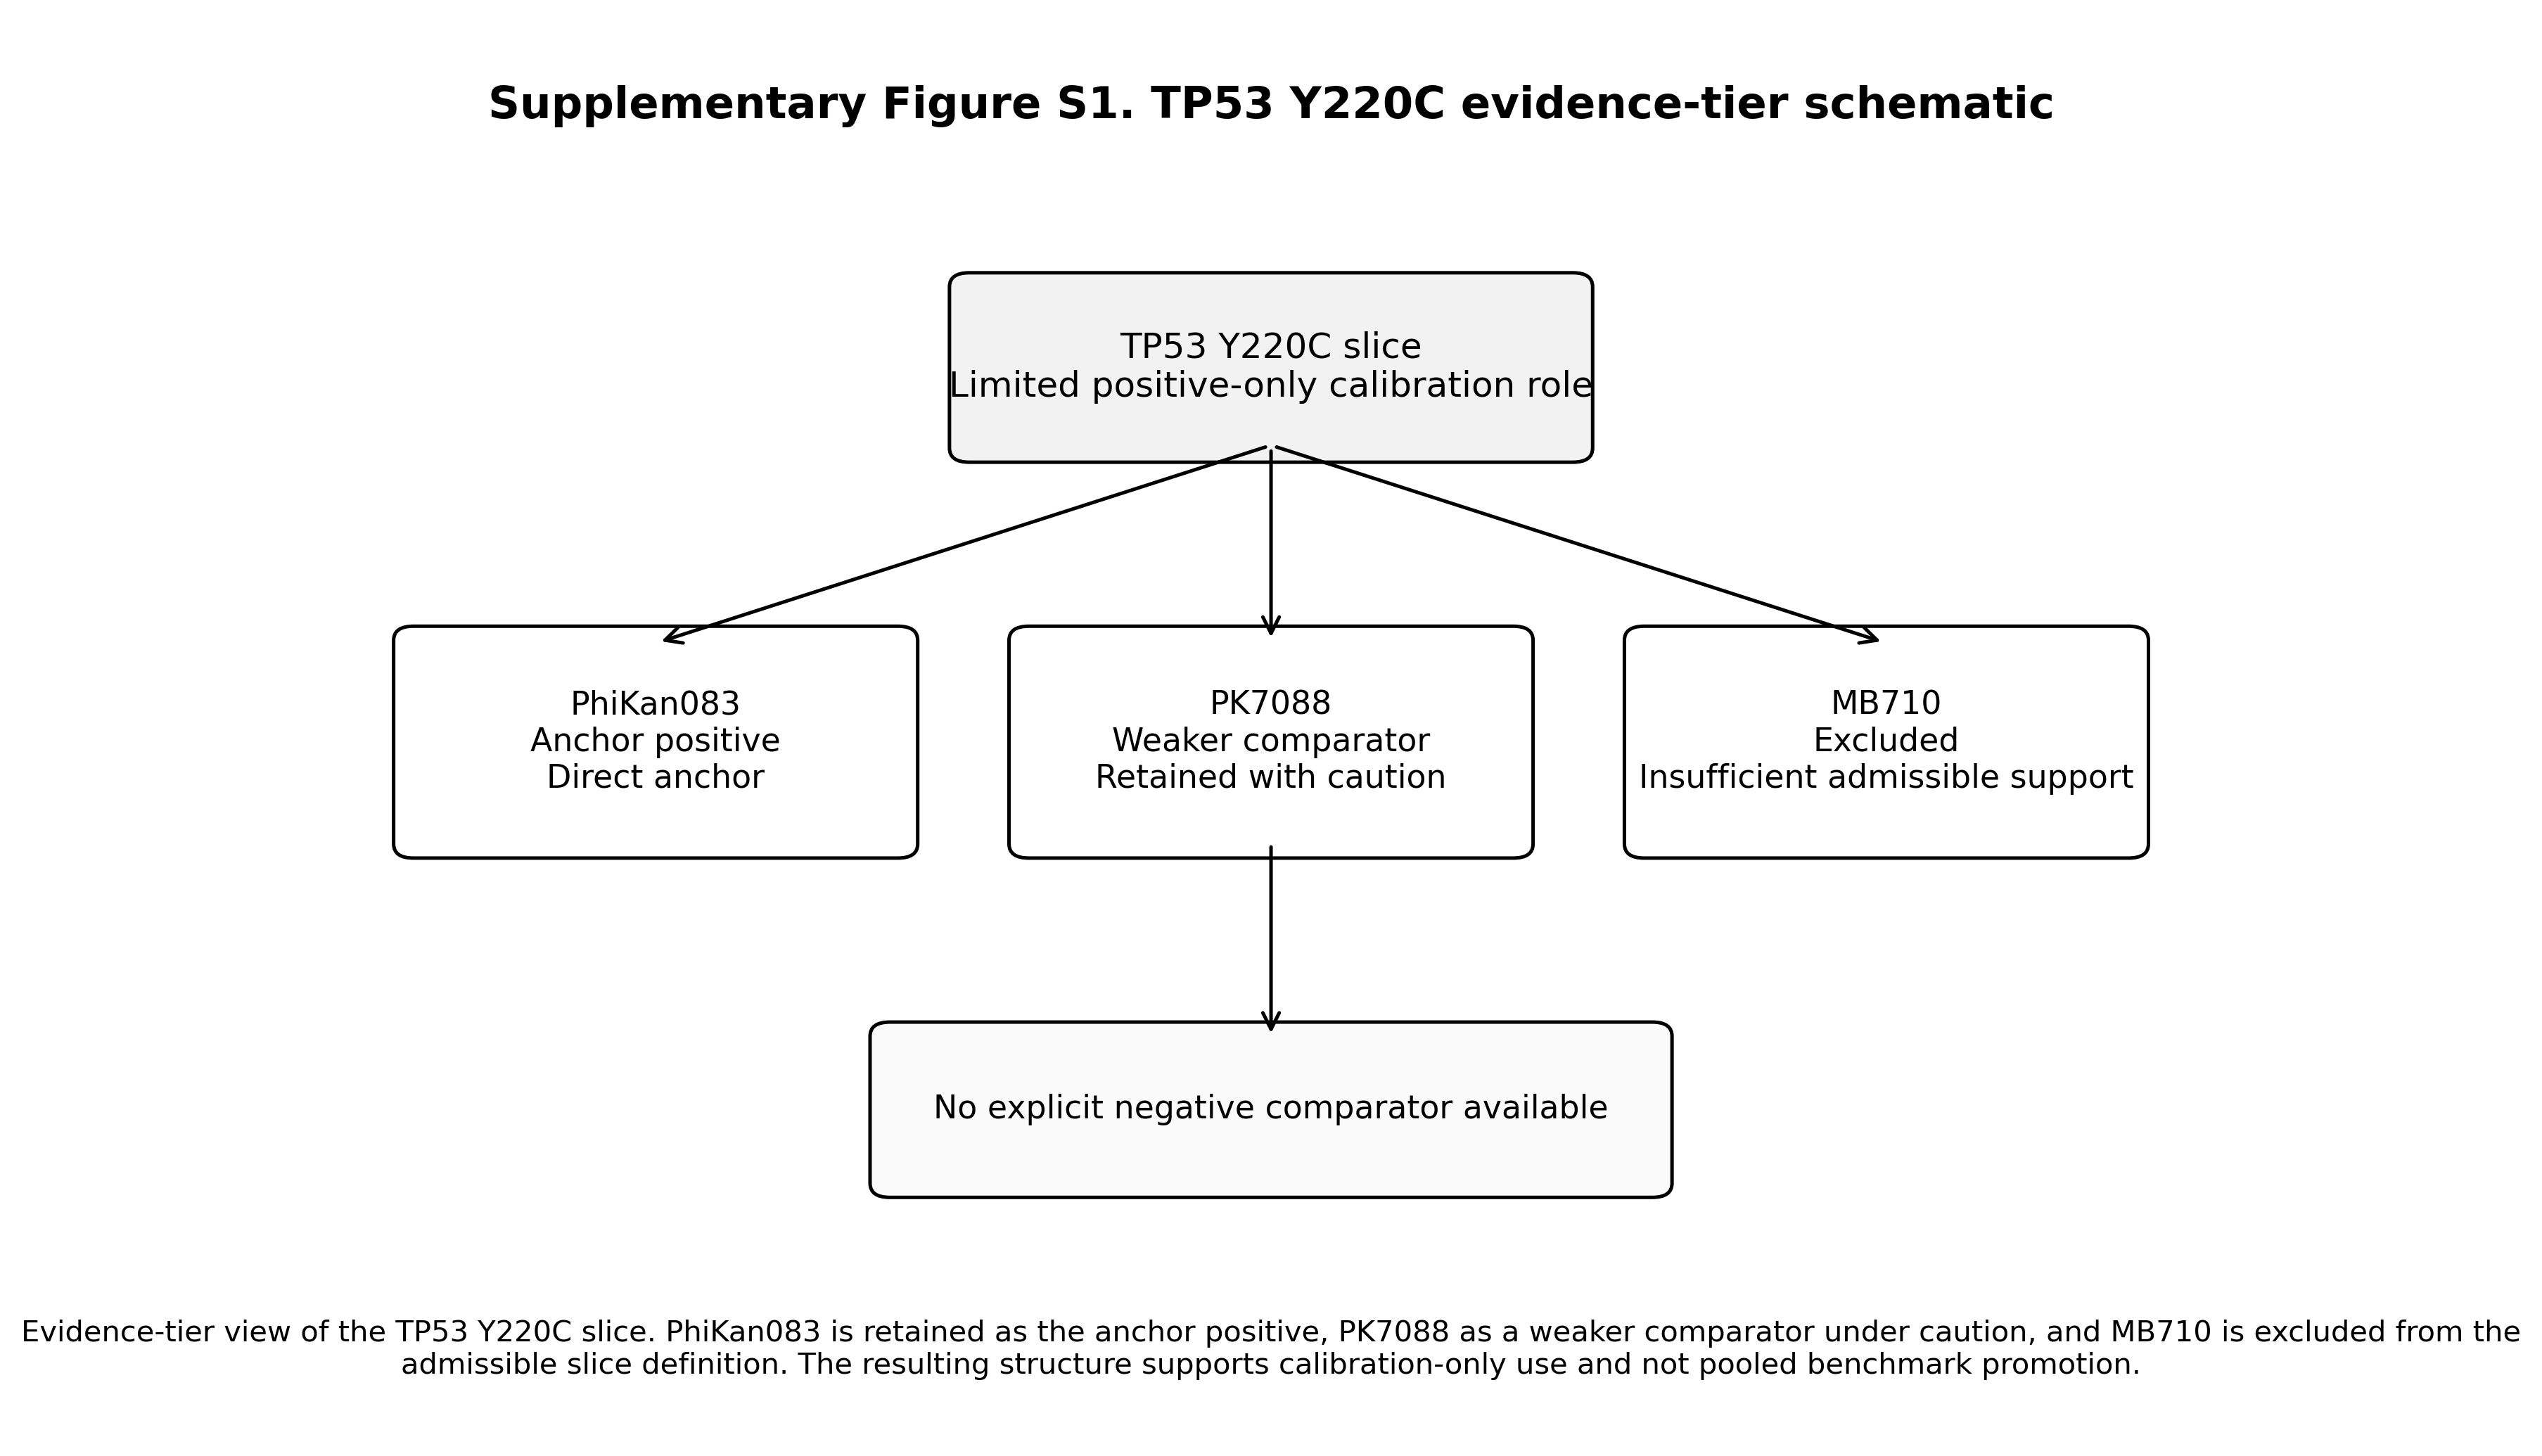 Supplementary Figure S1. TP53 Y220C evidence-tier schematic
TP53 Y220C slice
Limited positive-only calibration role
PhiKan083
Anchor positive
Direct anchor
PK7088
Weaker comparator
Retained with caution
MB710
Excluded
Insufficient admissible support
No explicit negative comparator available
Evidence-tier view of the TP53 Y220C slice. PhiKan083 is retained as the anchor positive, PK7088 as a weaker comparator under caution, and MB710 is excluded from the
admissible slice definition. The resulting structure supports calibration-only use and not pooled benchmark promotion.